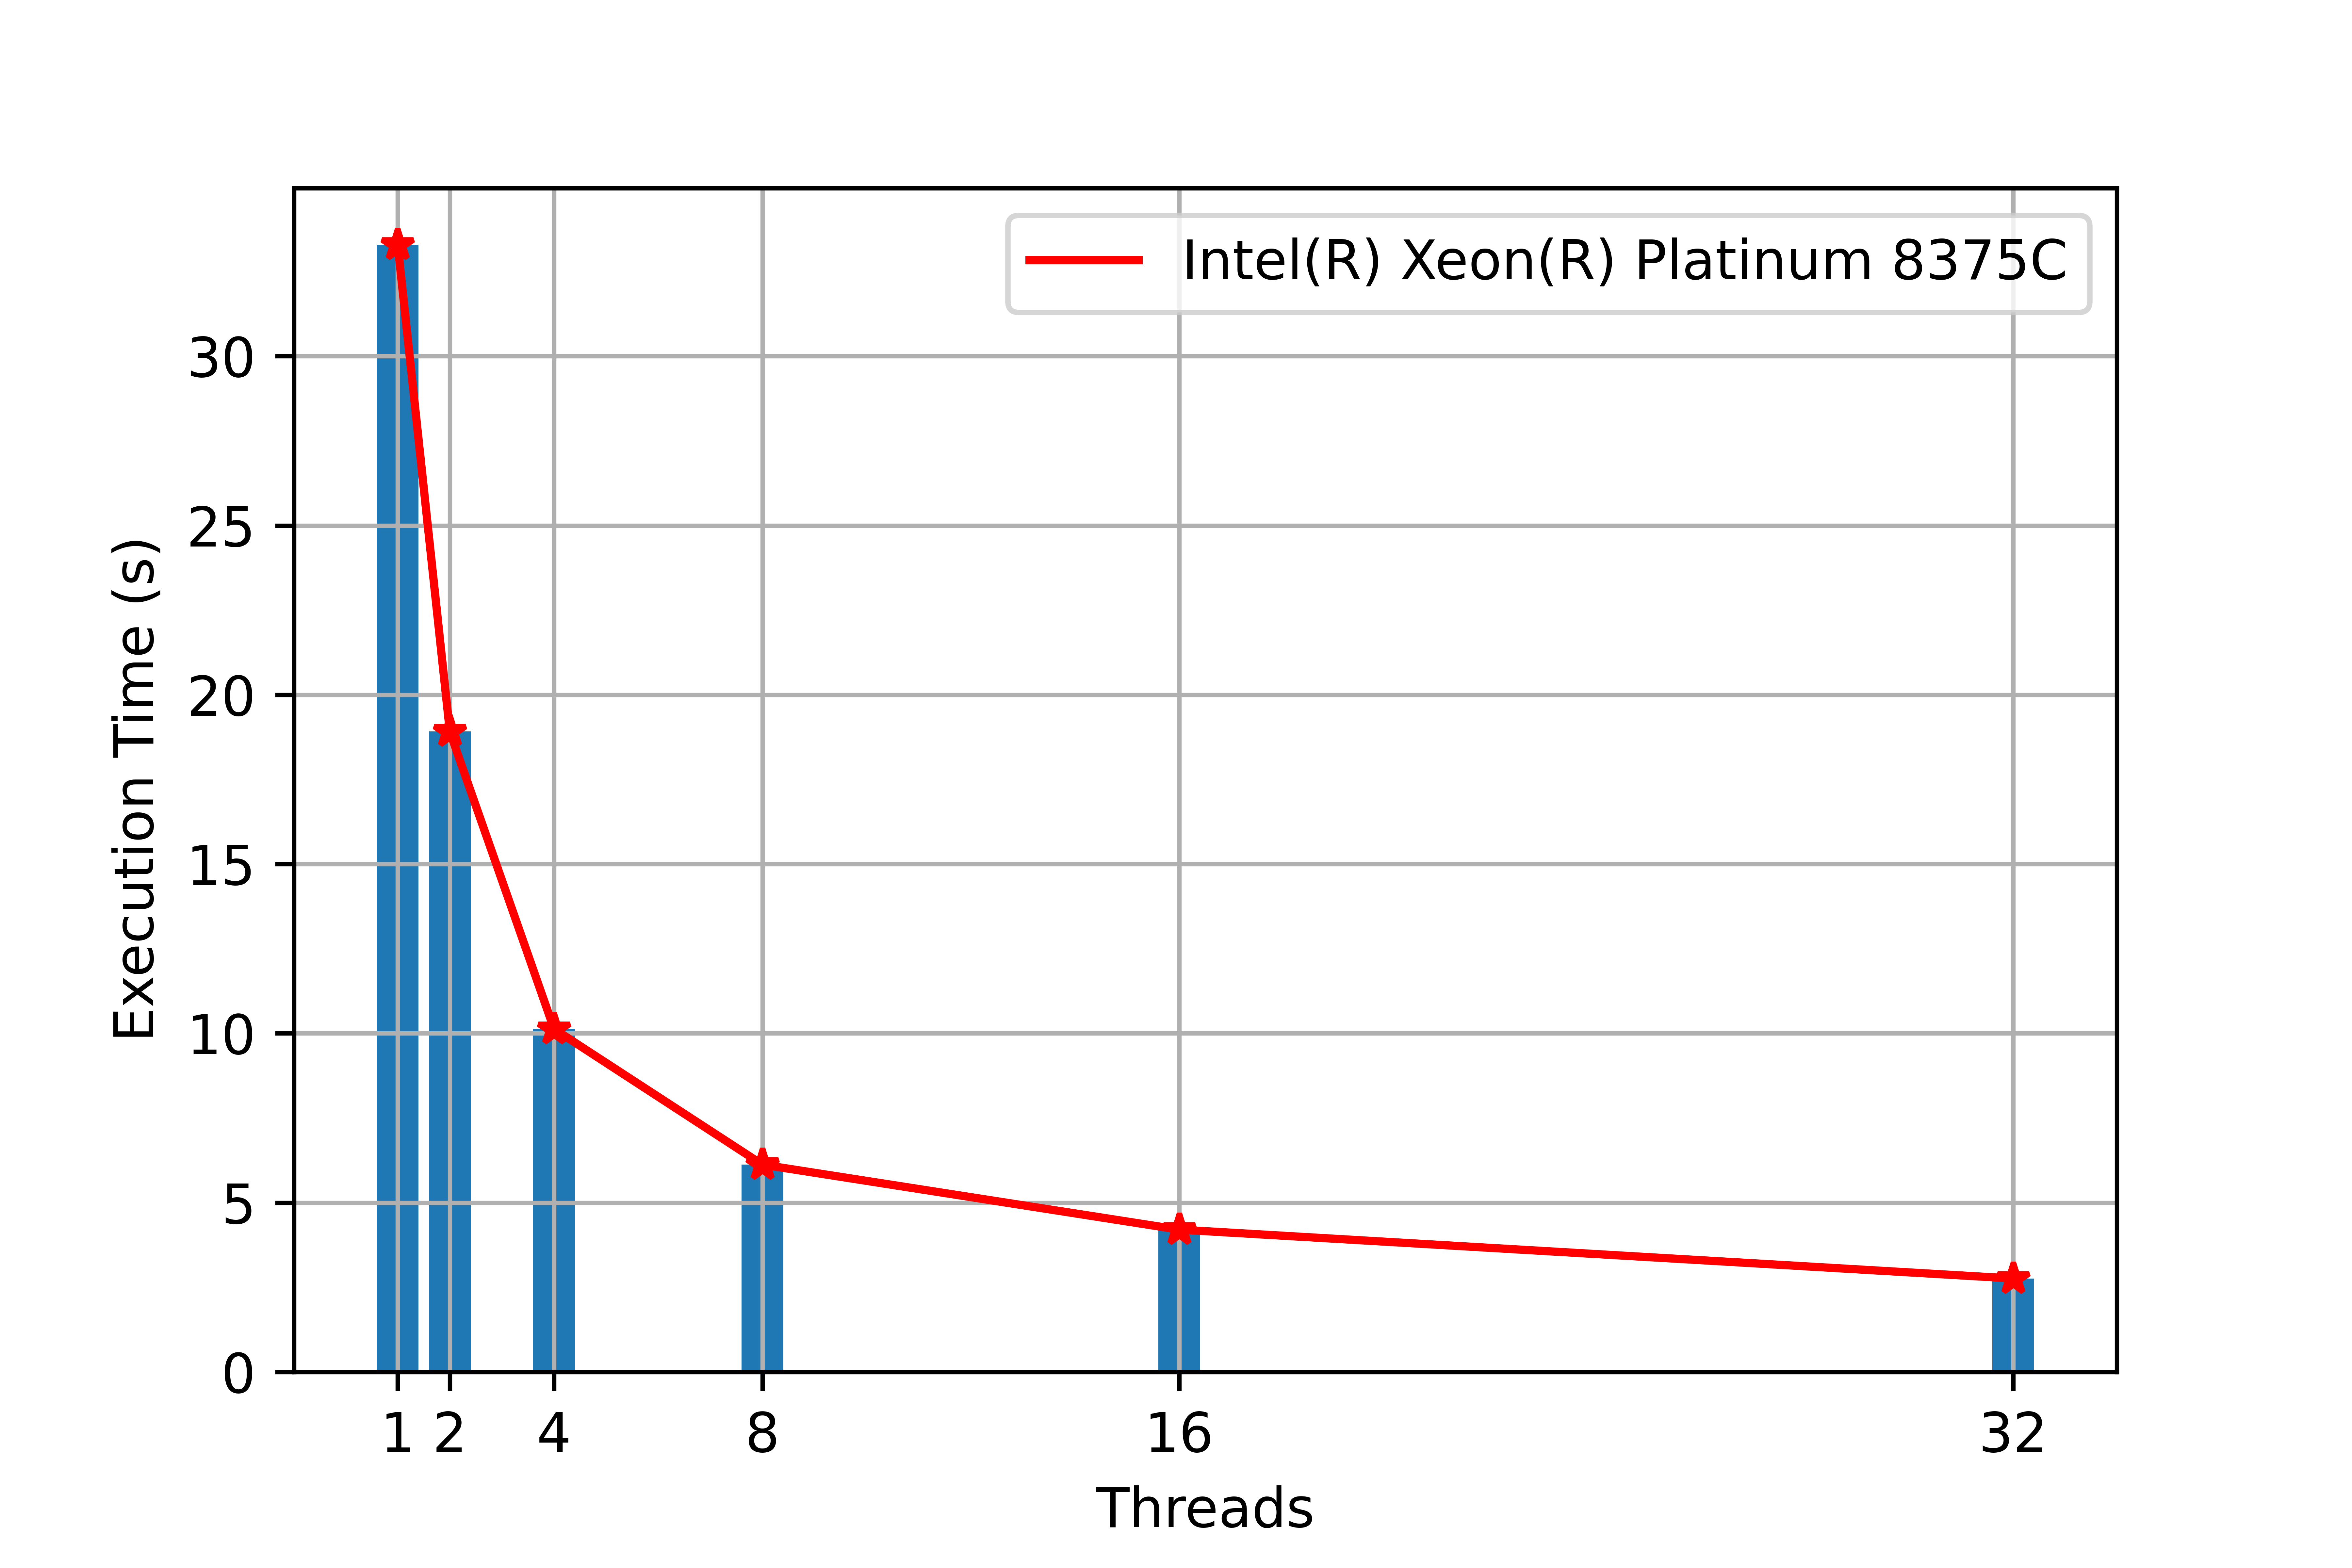 Intel(R) Xeon(R) Platinum 8375C
Execution Time (s)
30
25
20
15
10
5
0
1 2 4 8 16 32
Threads